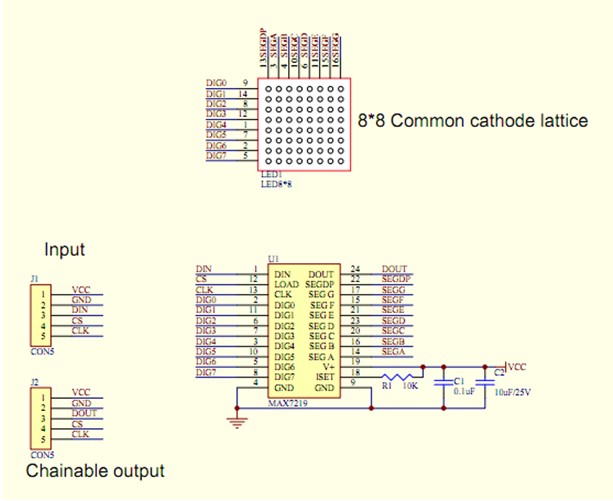 13 SEGDP
3 SEGA
4 SEGB
10 SEGC
6 SEGD
11 SEGE
15 SEGF
16 SEGG
DIG0 9
DIG1 14
DIG2 8
DIG3 12
DIG4 1
DIG5 7
DIG6 2
DIG7 5
8*8 Common cathode lattice
LED1
LED8*8
Input
J1
1 VCC
2 GND
3 DIN
4 CS
5 CLK
CON5
J2
1 VCC
2 GND
3 DOUT
4 CS
5 CLK
CON5
Chainable output
U1
DIN 1 DIN DOUT 24 DOUT
CS 12 LOAD SEGDP 22 SEGDP
CLK 13 CLK SEG G 17 SEGG
DIG0 2 DIG0 SEG F 15 SEGF
DIG1 11 DIG1 SEG E 21 SEGE
DIG2 6 DIG2 SEG D 23 SEGD
DIG3 7 DIG3 SEG C 20 SEGC
DIG4 3 DIG4 SEG B 16 SEGB
DIG5 10 DIG5 SEG A 14 SEGA
DIG6 5 DIG6 V+ 19 VCC
DIG7 8 DIG7 ISET 18
4 GND GND 9
MAX7219
R1 10K
C1
0.1uF
C2
10uF/25V